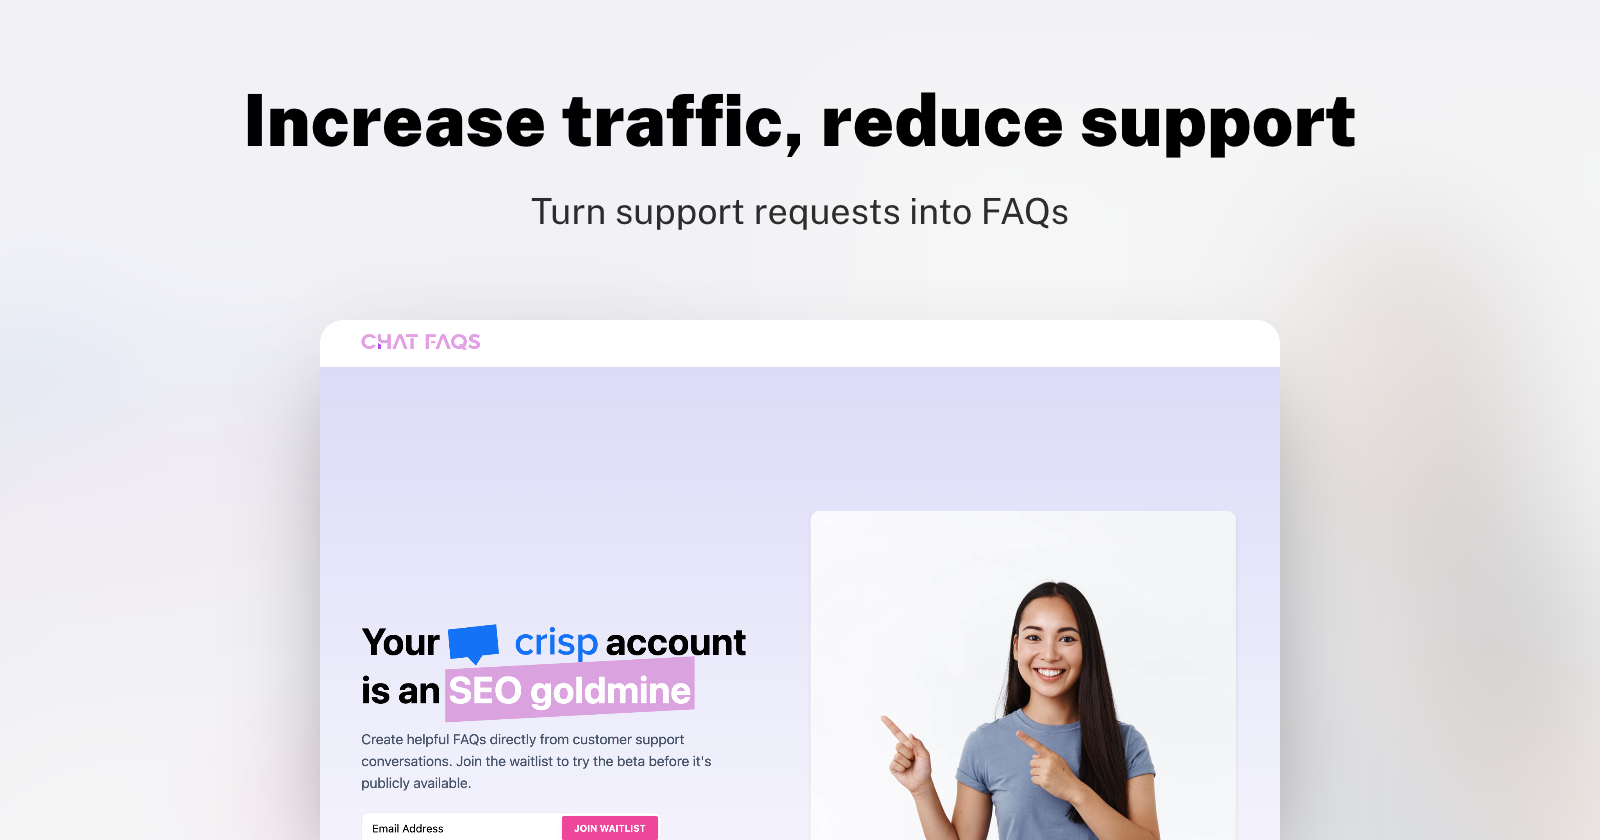 Increase traffic, reduce support
Turn support requests into FAQs
CHAT FAQS
Your crisp account
is an SEO goldmine
Create helpful FAQs directly from customer support
conversations. Join the waitlist to try the beta before it's
publicly available.
Email Address
JOIN WAITLIST